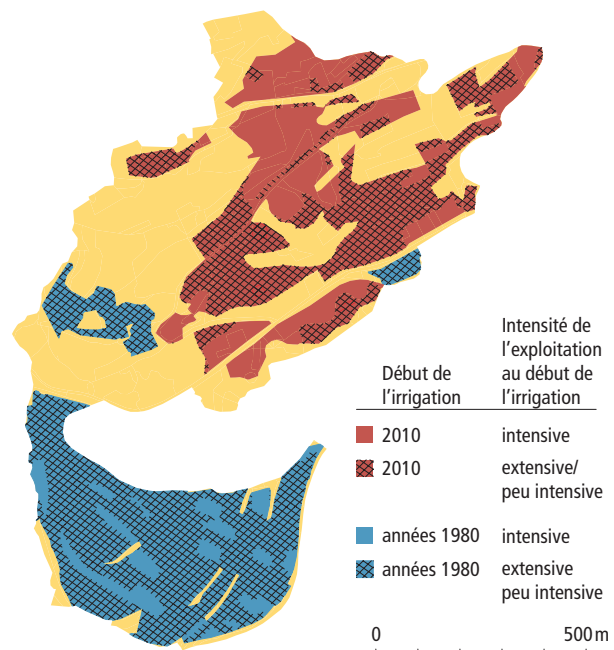 Début de
l'irrigation
Intensité de
l'exploitation
au début de
l'irrigation
2010 intensive
2010 extensive/
peu intensive
années 1980 intensive
années 1980 extensive
peu intensive
0 500 m